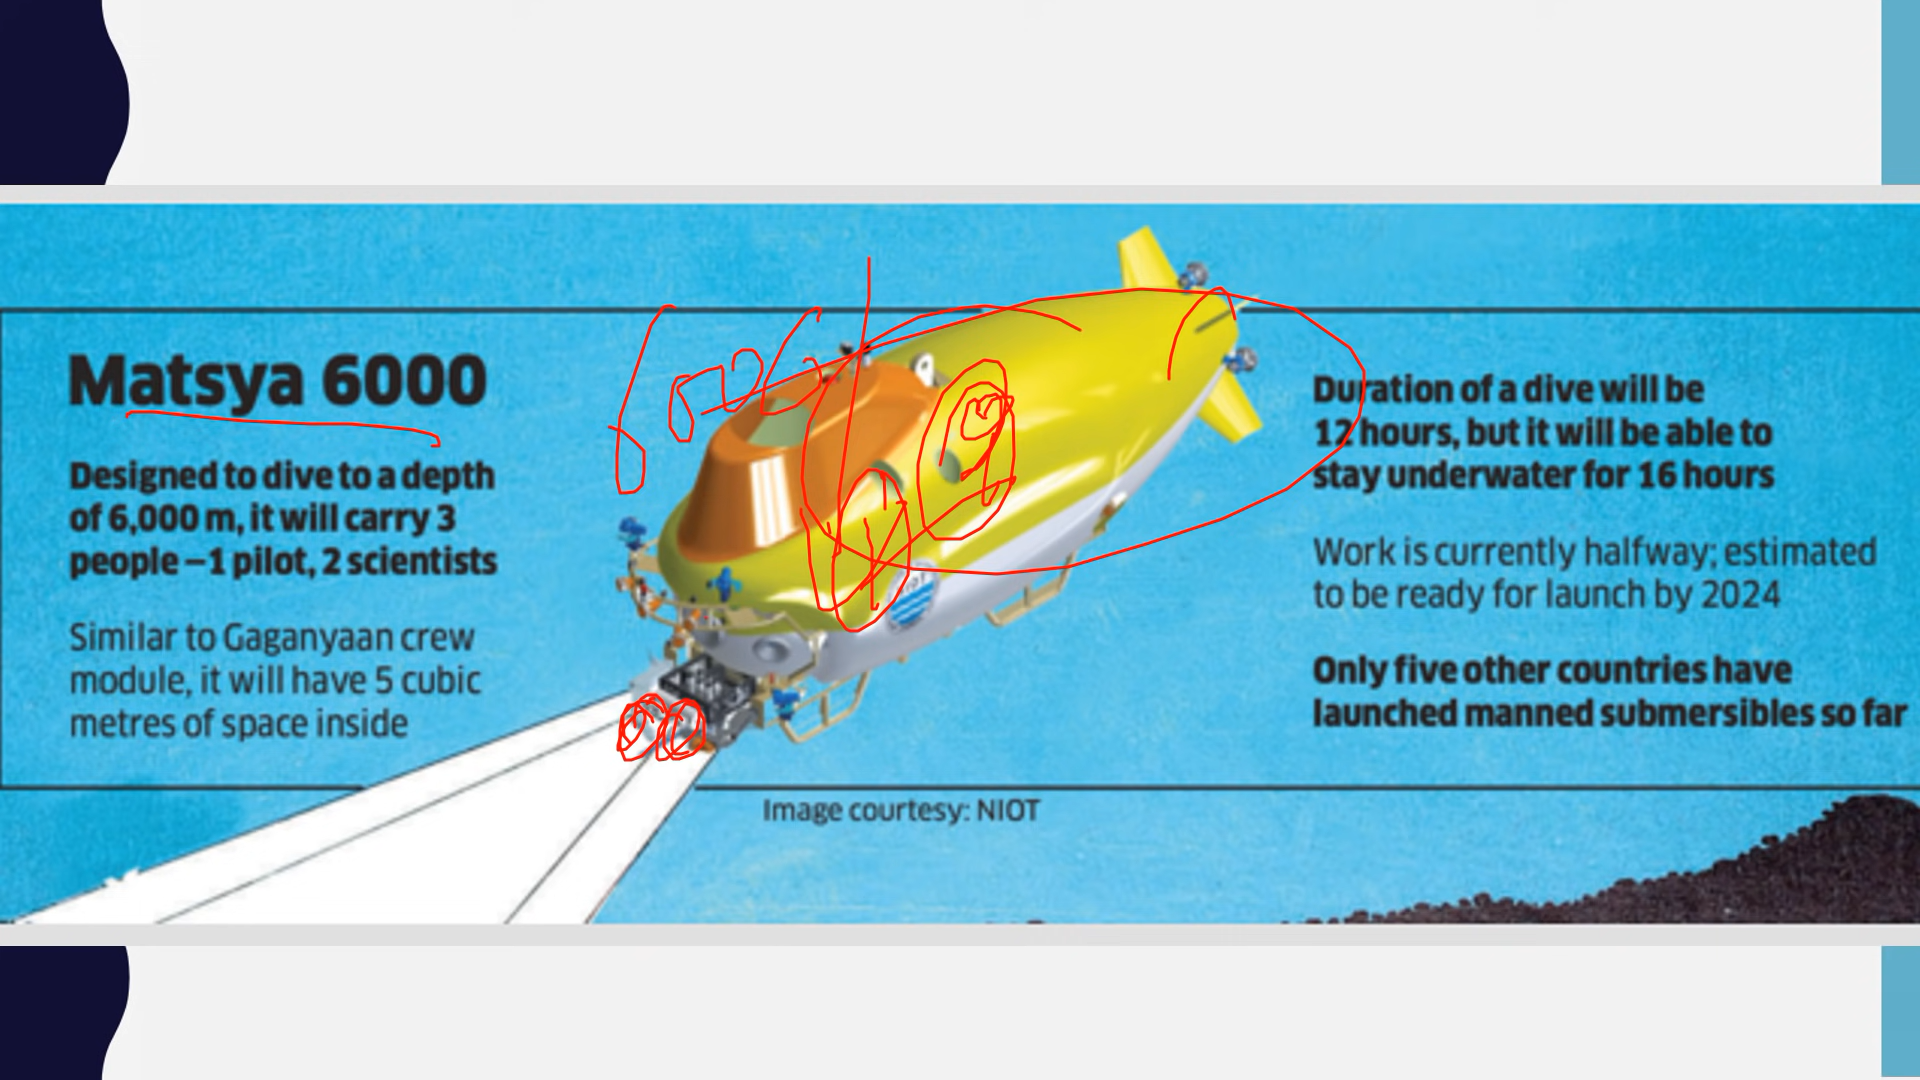 Matsya 6000
Designed to dive to a depth
of 6,000 m, it will carry 3
people – 1 pilot, 2 scientists
Similar to Gaganyaan crew
module, it will have 5 cubic
metres of space inside
Duration of a dive will be
12 hours, but it will be able to
stay underwater for 16 hours
Work is currently halfway; estimated
to be ready for launch by 2024
Only five other countries have
launched manned submersibles so far
Image courtesy: NIOT